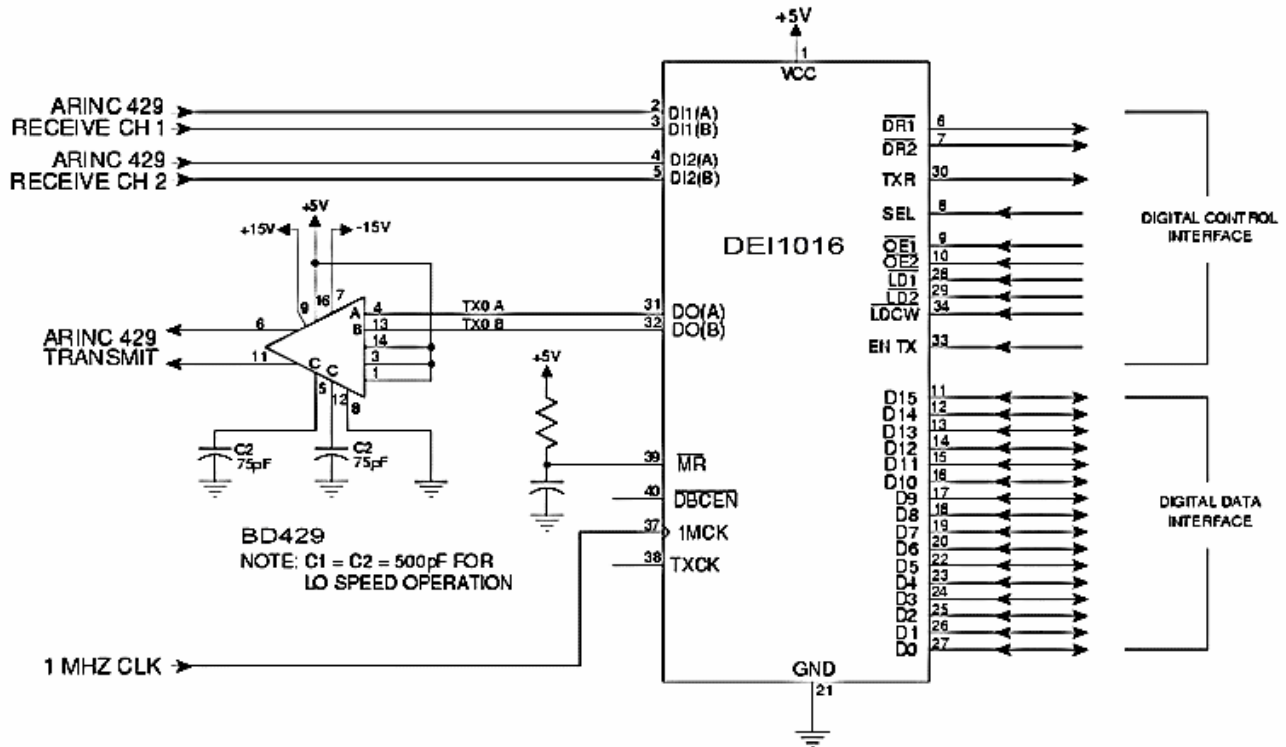 +5V
1
VCC
ARINC 429
RECEIVE CH 1
2
DI1(A)
3
DI1(B)
ARINC 429
RECEIVE CH 2
4
DI2(A)
5
DI2(B)
DEI1016
DR1
6
DR2
7
TXR
30
SEL
8
OE1
9
OE2
10
LD1
28
LD2
29
LDCW
34
EN TX
33
DIGITAL CONTROL
INTERFACE
+5V
+15V
-15V
9
16
7
A
4
TX0 A
31
DO(A)
B
13
TX0 B
32
DO(B)
14
3
1
ARINC 429
TRANSMIT
6
11
C
C
5
12
8
C2
75pF
C2
75pF
+5V
39
MR
40
DBCEN
37
1MCK
38
TXCK
BD429
NOTE: C1 = C2 = 500pF FOR
LO SPEED OPERATION
1 MHZ CLK
D15
11
D14
12
D13
13
D12
14
D11
15
D10
16
D9
17
D8
18
D7
19
D6
20
D5
22
D4
23
D3
24
D2
25
D1
26
D0
27
DIGITAL DATA
INTERFACE
GND
21